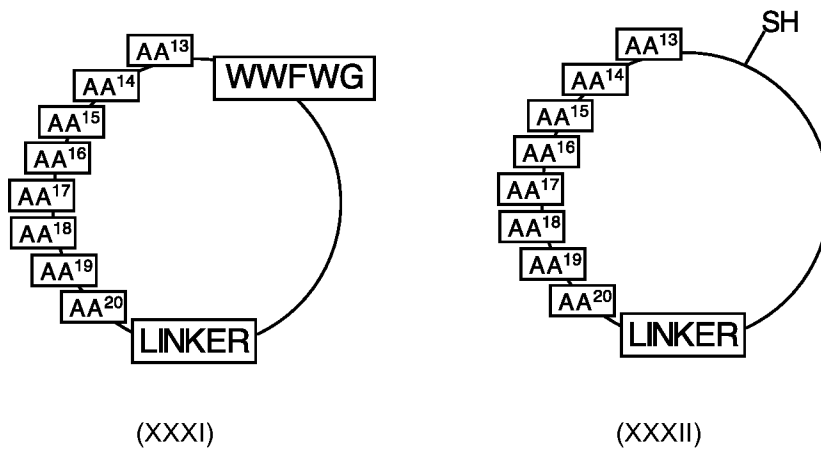 AA¹³
WWFWG
AA¹⁴
AA¹⁵
AA¹⁶
AA¹⁷
AA¹⁸
AA¹⁹
AA²⁰
LINKER
(XXXI)
SH
AA¹³
AA¹⁴
AA¹⁵
AA¹⁶
AA¹⁷
AA¹⁸
AA¹⁹
AA²⁰
LINKER
(XXXII)